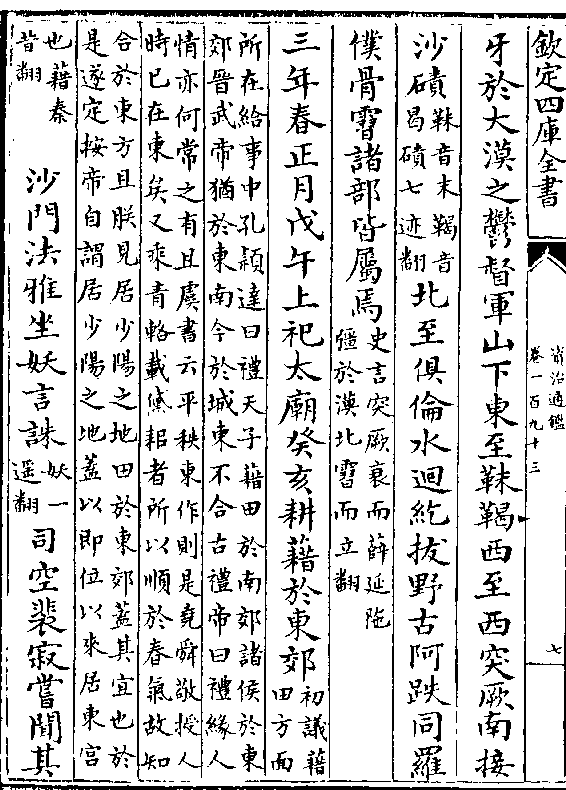 欽定四庫全書
資治通鑑
卷一百九十三
七
牙於大漠之鬱督軍山下東至靺鞨西至西突厥南接
沙磧靺音末鞨音曷磧七迹翻北至俱倫水迴紇拔野古阿跌同羅
僕骨霫諸部皆屬焉史言突厥衰而薛延陁彊於漠北霫而立翻
三年春正月戊午上祀太廟癸亥耕藉於東郊初議藉田方面
所在給事中孔穎達曰禮天子藉田於南郊諸侯於東
郊晉武帝猶於東南今於城東不合古禮帝曰禮緣人
情亦何常之有且虞書云平秩東作則是堯舜敬授人
時已在東矣又乘青輅載黛耜者所以順於春氣故知
合於東方且朕見居少陽之地田於東郊蓋其宜也於
是遂定按帝自謂居少陽之地蓋以即位以來居東宮
也藉秦昔翻沙門法雅坐妖言誅妖一遥翻司空裴寂嘗聞其